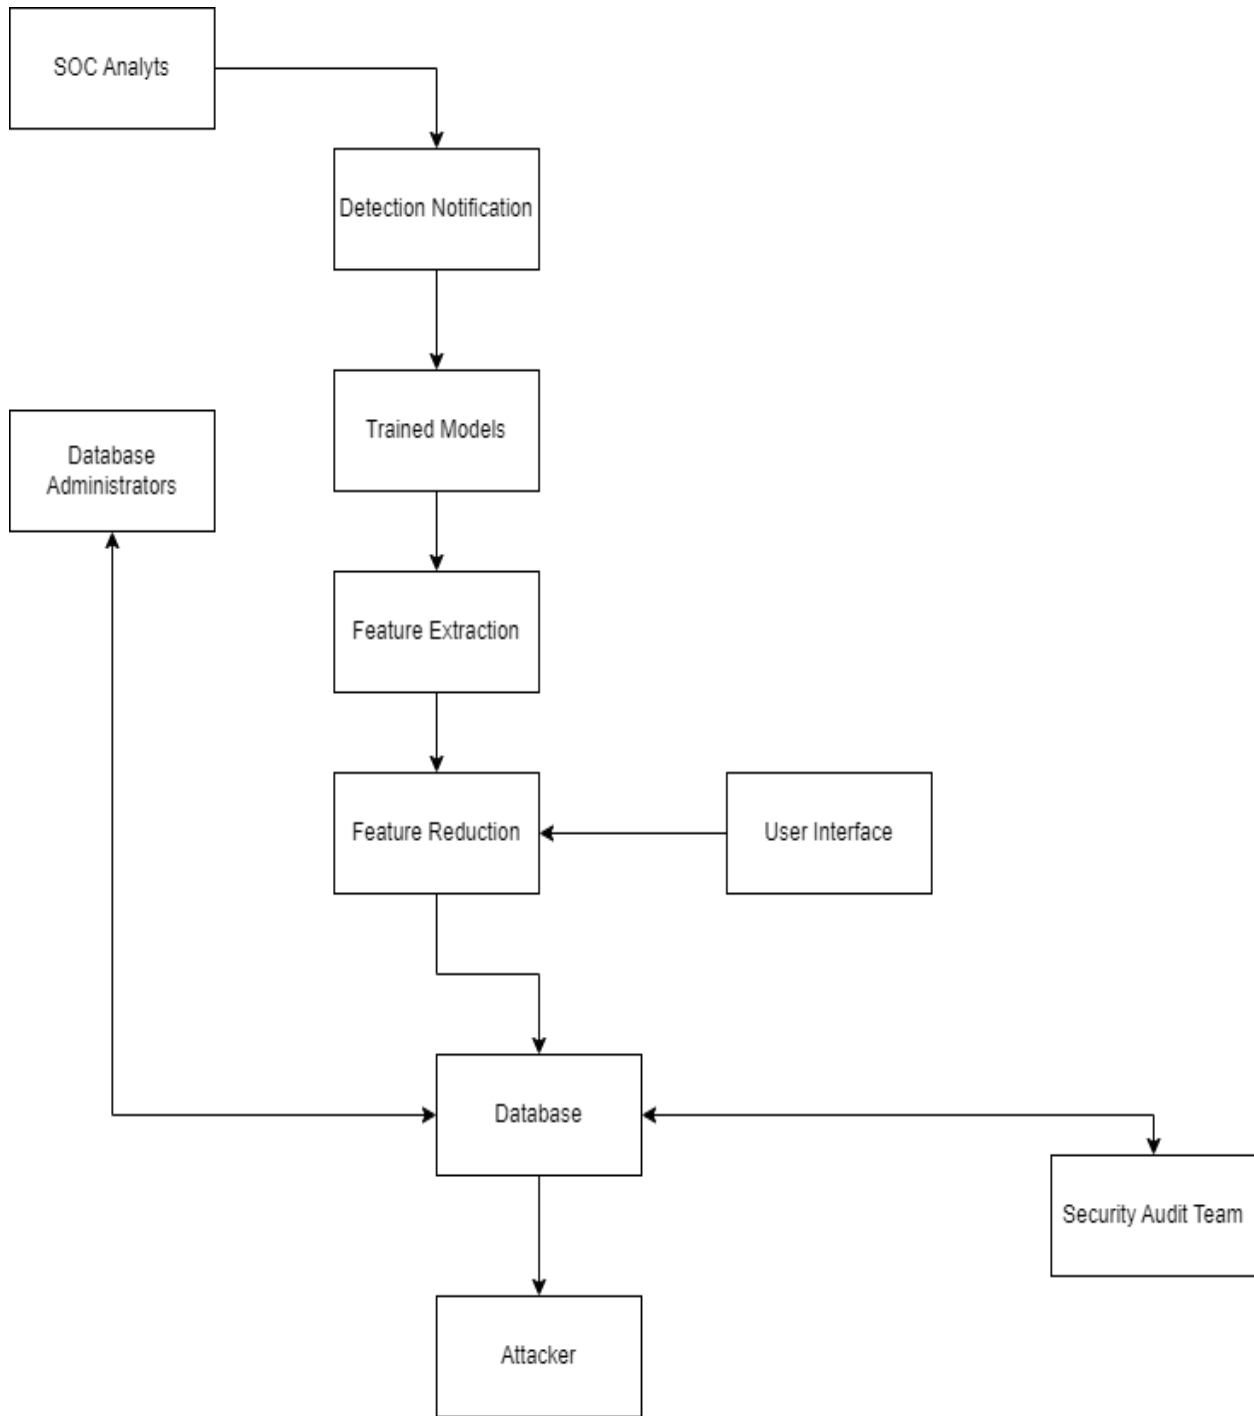 SOC Analyts
Detection Notification
Trained Models
Database
Administrators
Feature Extraction
Feature Reduction
User Interface
Database
Security Audit Team
Attacker